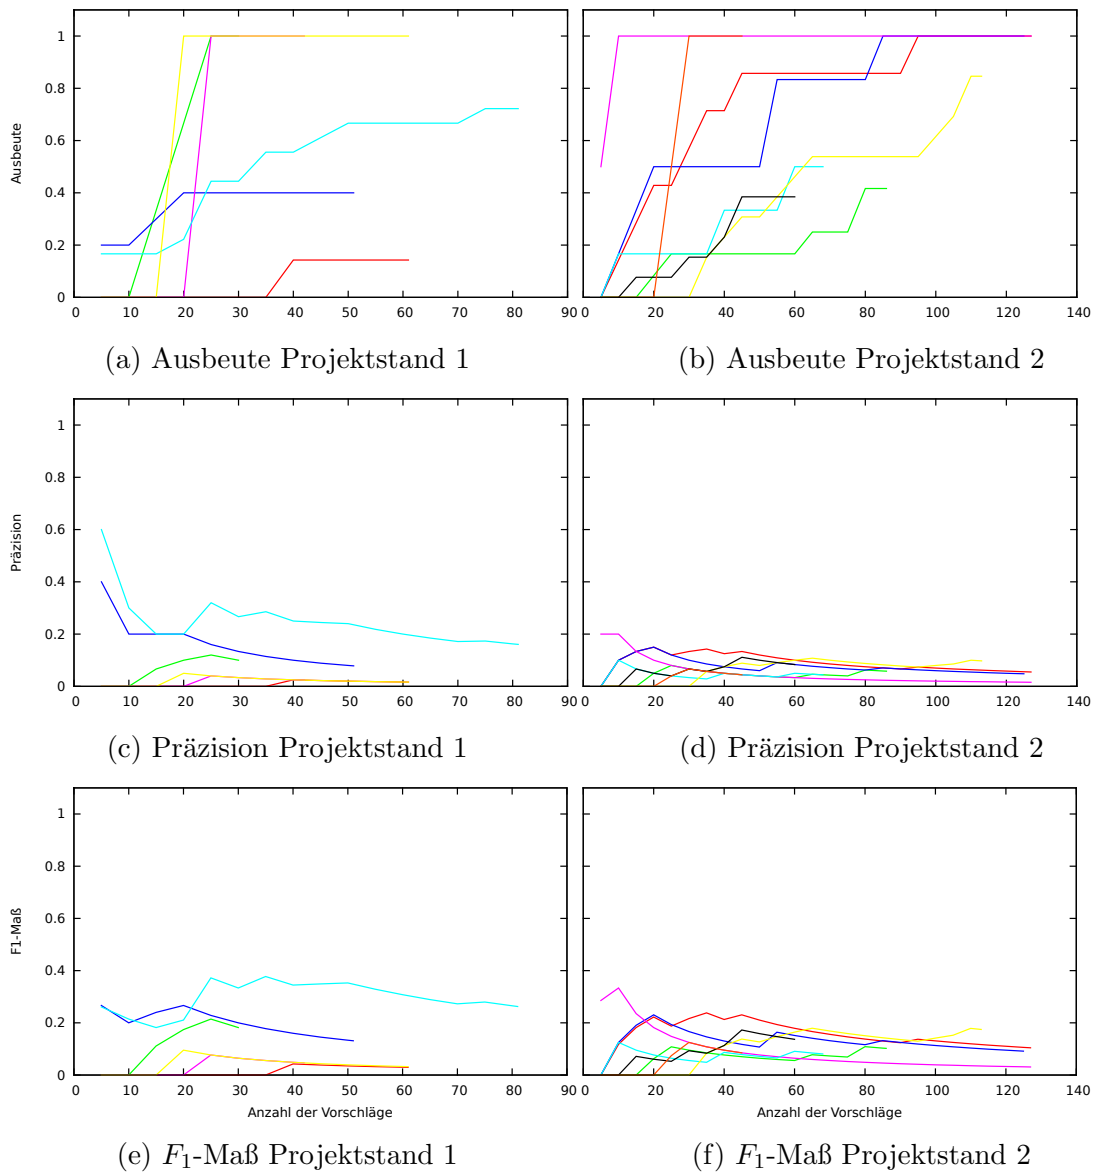 1
0.8
0.6
0.4
0.2
0
Ausbeute
0 10 20 30 40 50 60 70 80 90
0 20 40 60 80 100 120 140
(a) Ausbeute Projektstand 1
(b) Ausbeute Projektstand 2
1
0.8
0.6
0.4
0.2
0
Präzision
0 10 20 30 40 50 60 70 80 90
0 20 40 60 80 100 120 140
(c) Präzision Projektstand 1
(d) Präzision Projektstand 2
1
0.8
0.6
0.4
0.2
0
F1-Maß
0 10 20 30 40 50 60 70 80 90
Anzahl der Vorschläge
0 20 40 60 80 100 120 140
Anzahl der Vorschläge
(e) F₁-Maß Projektstand 1
(f) F₁-Maß Projektstand 2